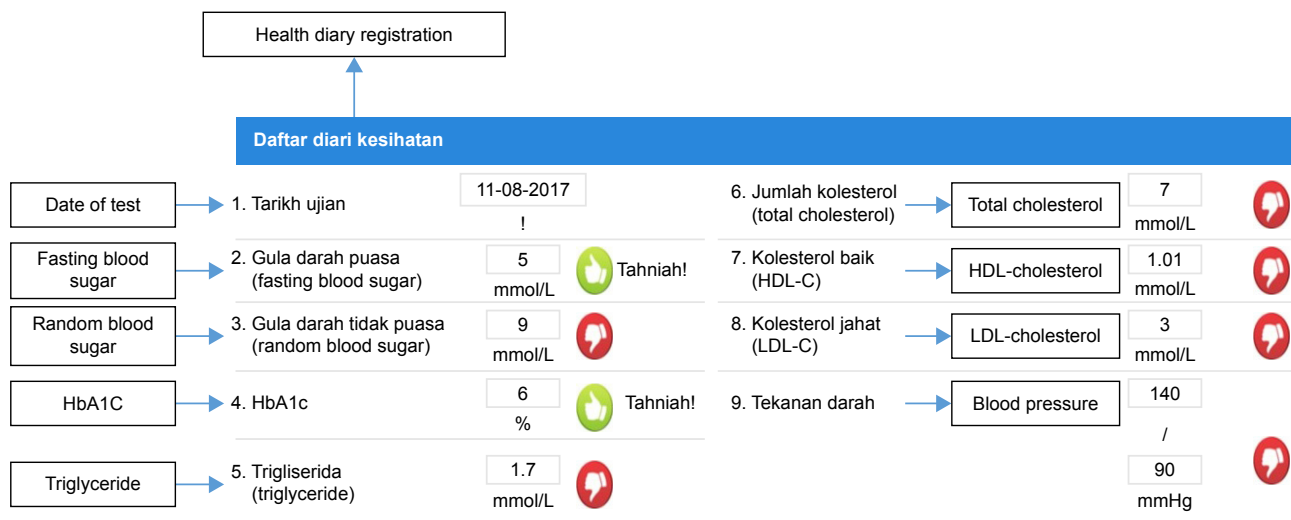 Health diary registration
Daftar diari kesihatan
Date of test
1. Tarikh ujian
11-08-2017
!
Fasting blood
sugar
2. Gula darah puasa
(fasting blood sugar)
5
mmol/L
Tahniah!
Random blood
sugar
3. Gula darah tidak puasa
(random blood sugar)
9
mmol/L
HbA1C
4. HbA1c
6
%
Tahniah!
Triglyceride
5. Trigliserida
(triglyceride)
1.7
mmol/L
6. Jumlah kolesterol
(total cholesterol)
Total cholesterol
7
mmol/L
7. Kolesterol baik
(HDL-C)
HDL-cholesterol
1.01
mmol/L
8. Kolesterol jahat
(LDL-C)
LDL-cholesterol
3
mmol/L
9. Tekanan darah
Blood pressure
140
/
90
mmHg